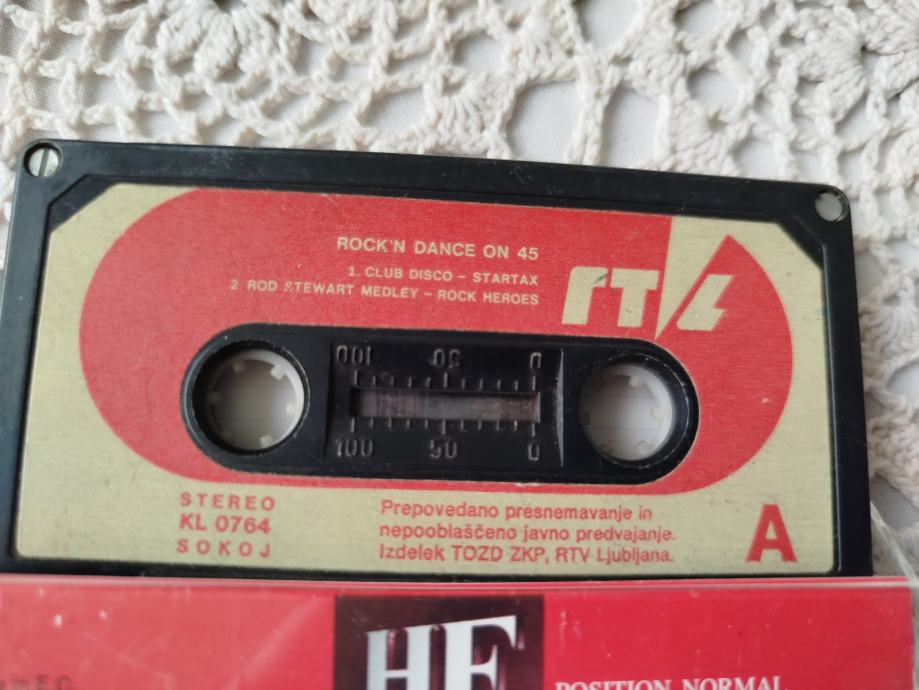 ROCK'N DANCE ON 45
1. CLUB DISCO – STARTAX
2. ROD STEWART MEDLEY – ROCK HEROES
rTVL
100 50 0
100 50 0
STEREO
KL 0764
SOKOJ
Prepovedano presnemavanje in
nepooblaščeno javno predvajanje.
Izdelek TOZD ZKP, RTV Ljubljana.
A
HF
POSITION NORMAL